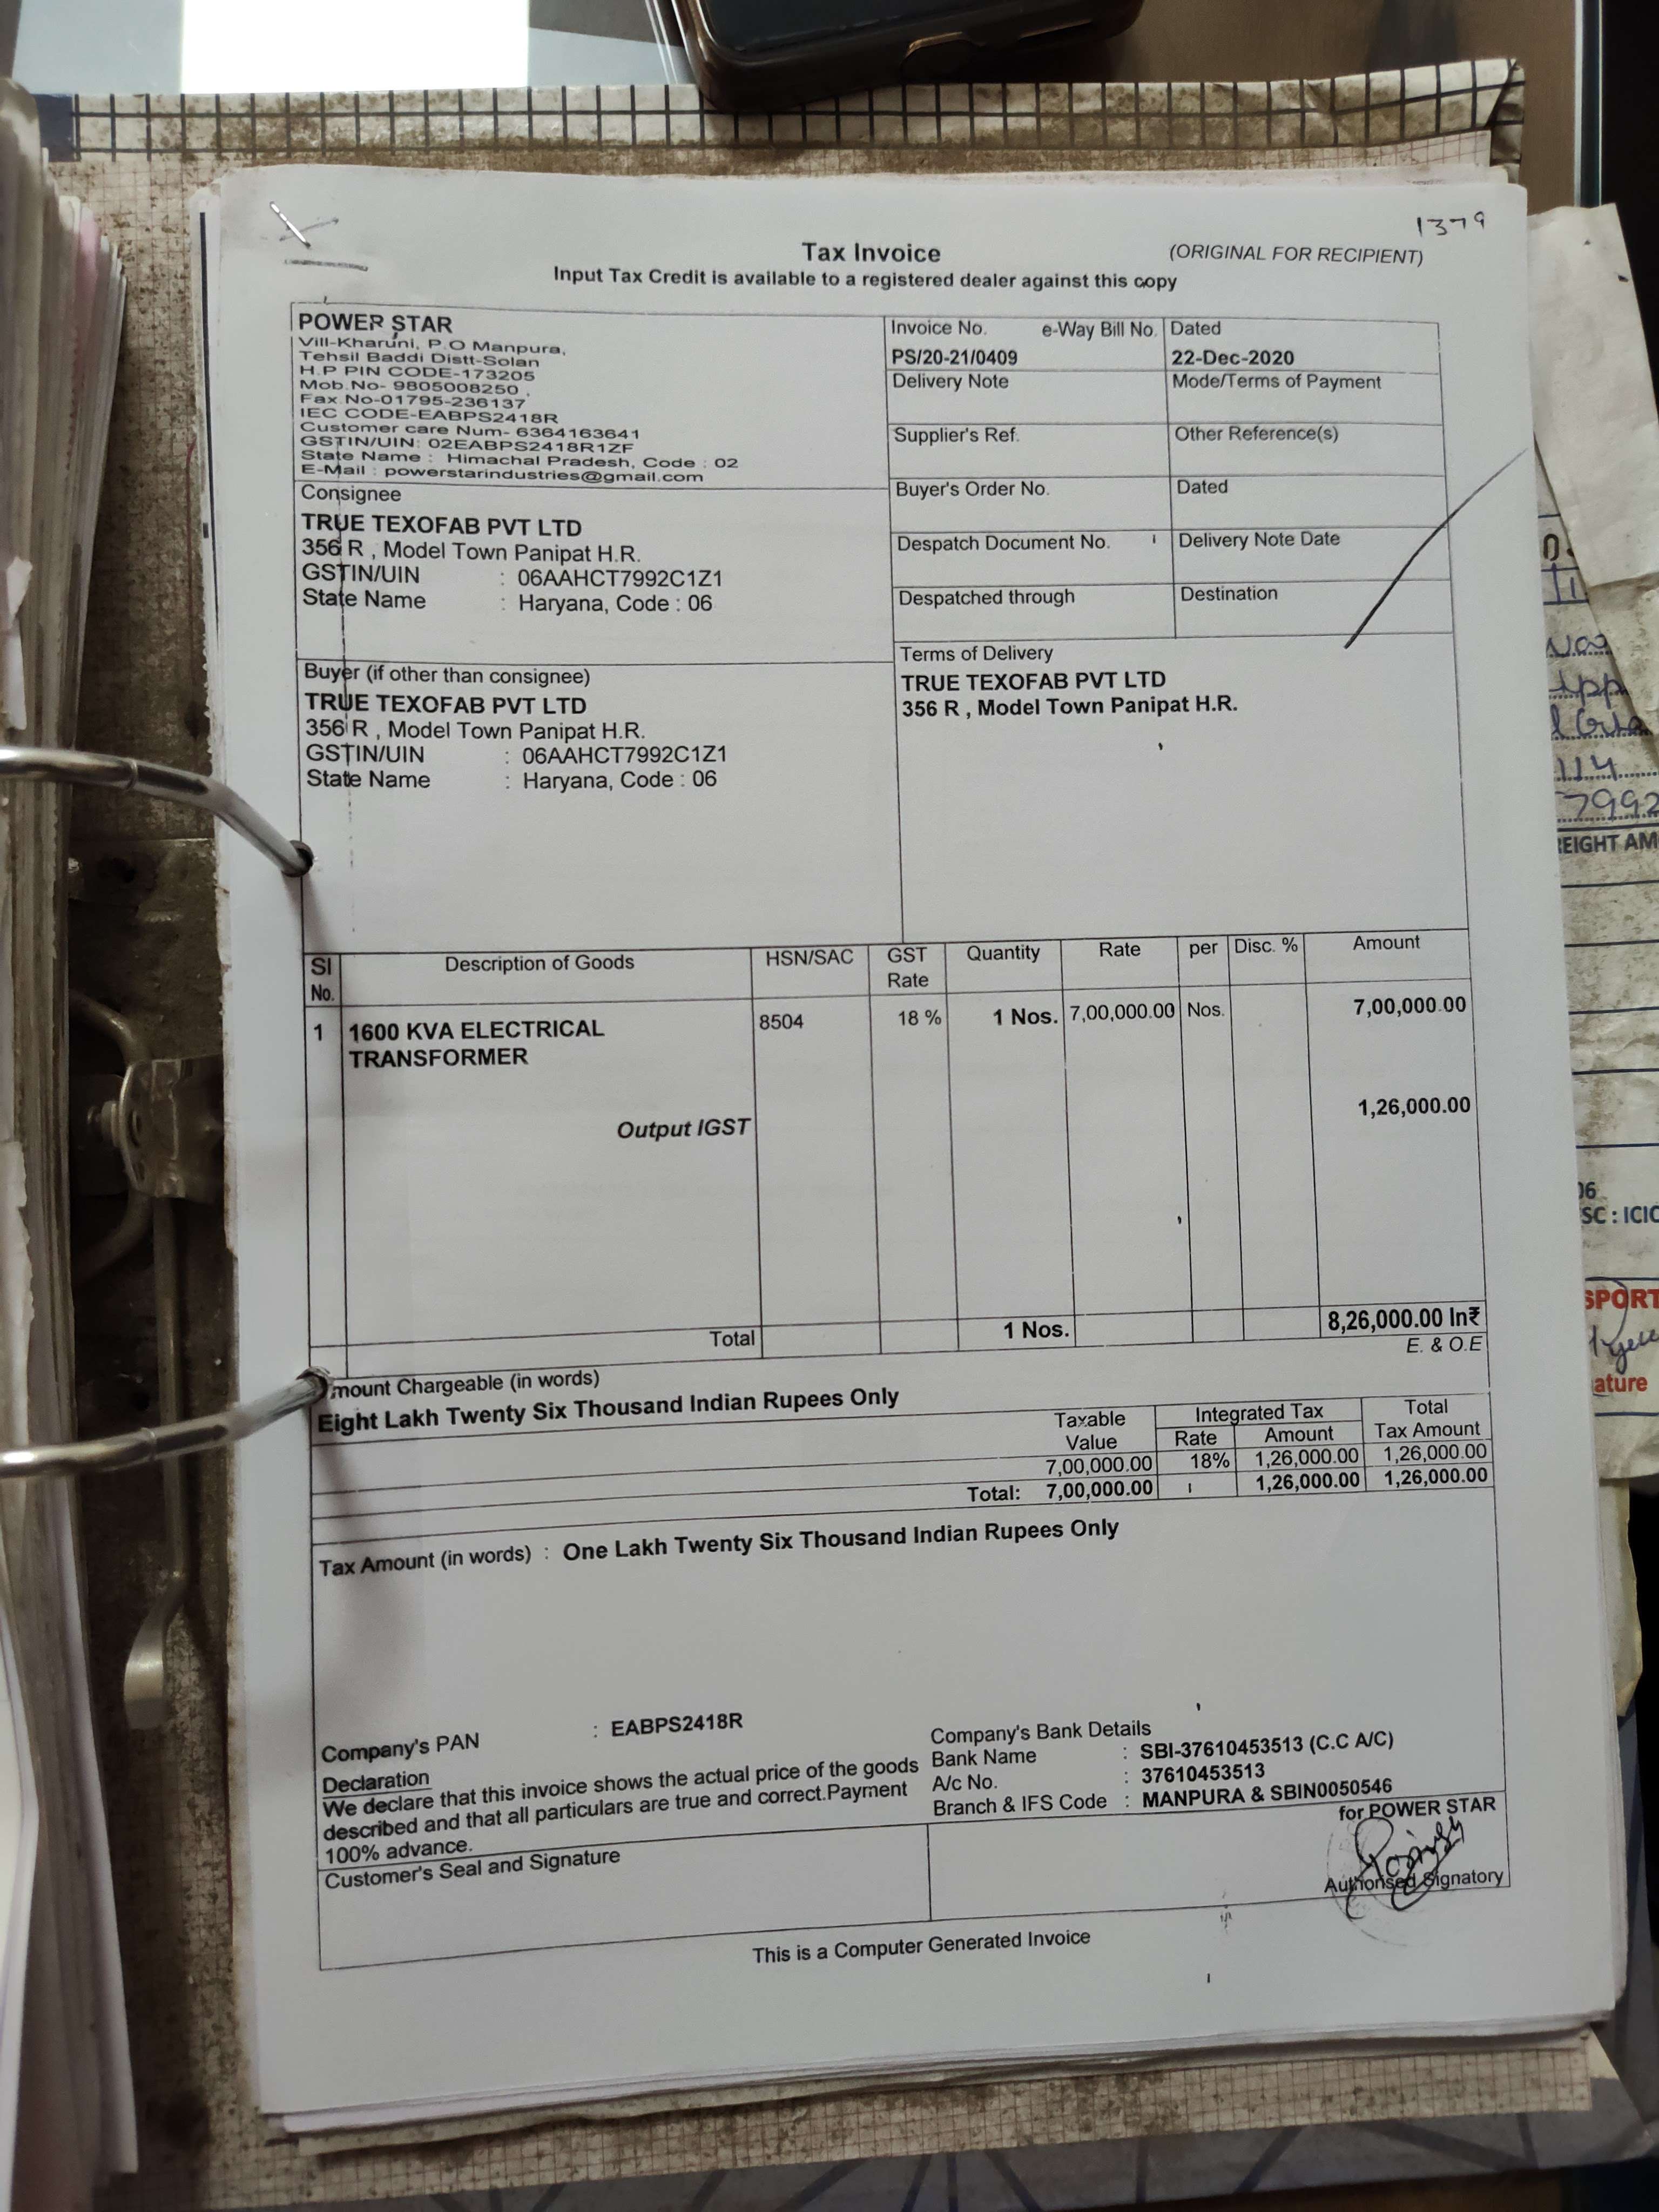 1379
Tax Invoice
(ORIGINAL FOR RECIPIENT)
Input Tax Credit is available to a registered dealer against this copy
POWER STAR
Vill-Kharuni, P.O Manpura,
Tehsil Baddi Distt-Solan
H.P PIN CODE-173205
Mob.No- 9805008250 ,
Fax.No-01795-236137
IEC CODE-EABPS2418R
Customer care Num- 6364163641
GSTIN/UIN: 02EABPS2418R1ZF
State Name : Himachal Pradesh, Code : 02
E-Mail : powerstarindustries@gmail.com
Invoice No. e-Way Bill No. Dated
PS/20-21/0409 22-Dec-2020
Delivery Note Mode/Terms of Payment
Supplier's Ref. Other Reference(s)
Buyer's Order No. Dated
Despatch Document No. Delivery Note Date
Despatched through Destination
Consignee
TRUE TEXOFAB PVT LTD
356 R , Model Town Panipat H.R.
GSTIN/UIN : 06AAHCT7992C1Z1
State Name : Haryana, Code : 06
Buyer (if other than consignee)
TRUE TEXOFAB PVT LTD
356 R , Model Town Panipat H.R.
GSTIN/UIN : 06AAHCT7992C1Z1
State Name : Haryana, Code : 06
Terms of Delivery
TRUE TEXOFAB PVT LTD
356 R , Model Town Panipat H.R.
Sl No. Description of Goods HSN/SAC GST Rate Quantity Rate per Disc. % Amount
1 1600 KVA ELECTRICAL 8504 18 % 1 Nos. 7,00,000.00 Nos. 7,00,000.00
TRANSFORMER
Output IGST 1,26,000.00
Total 1 Nos. 8,26,000.00 In₹
E. & O.E
mount Chargeable (in words)
Eight Lakh Twenty Six Thousand Indian Rupees Only
Taxable Value Integrated Tax Total Tax Amount
Rate Amount
7,00,000.00 18% 1,26,000.00 1,26,000.00
Total: 7,00,000.00 1,26,000.00 1,26,000.00
Tax Amount (in words) : One Lakh Twenty Six Thousand Indian Rupees Only
Company's PAN : EABPS2418R
Declaration
We declare that this invoice shows the actual price of the goods
described and that all particulars are true and correct.Payment
100% advance.
Company's Bank Details
Bank Name : SBI-37610453513 (C.C A/C)
A/c No. : 37610453513
Branch & IFS Code : MANPURA & SBIN0050546
Customer's Seal and Signature
for POWER STAR
Authorised Signatory
This is a Computer Generated Invoice
114
7992
EIGHT AM
06
SC : ICIC
SPORT
ature